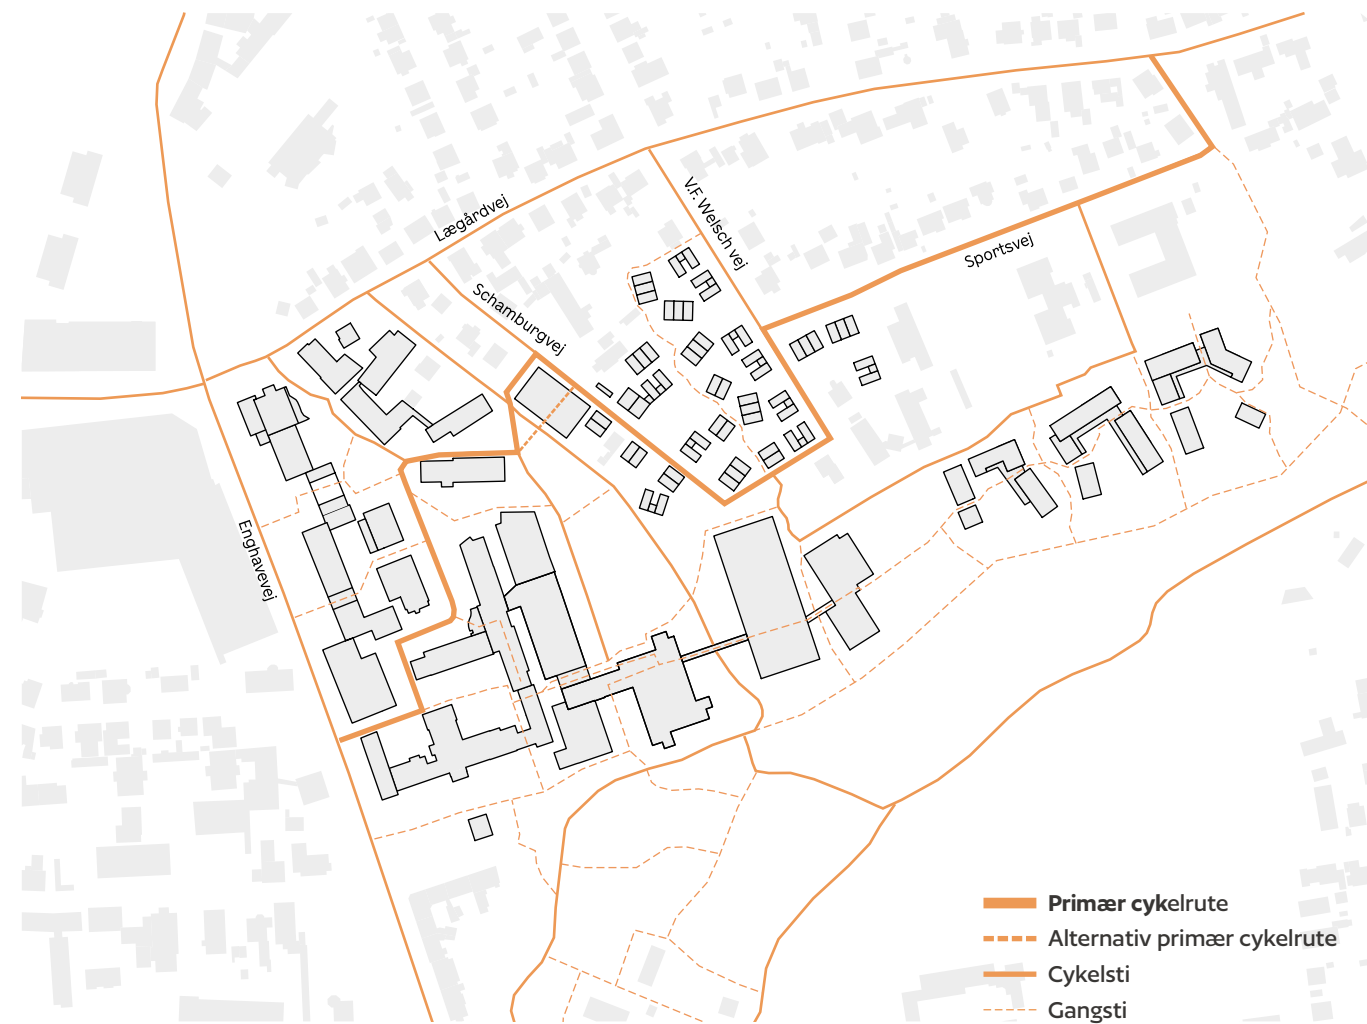 Lægårdvej
V.F. Welsch vej
Sportsvej
Schamburgvej
Enghavevej
Primær cykelrute
Alternativ primær cykelrute
Cykelsti
Gangsti